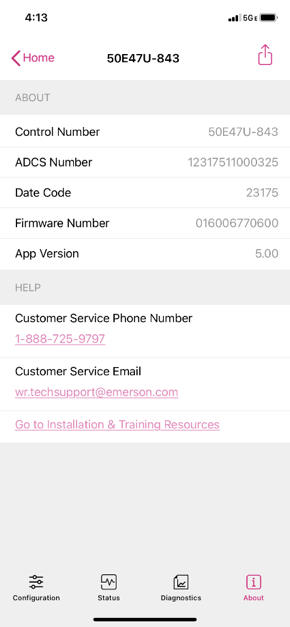 4:13
5GE
Home
50E47U-843
ABOUT
Control Number 50E47U-843
ADCS Number 12317511000325
Date Code 23175
Firmware Number 016006770600
App Version 5.00
HELP
Customer Service Phone Number
1-888-725-9797
Customer Service Email
wr.techsupport@emerson.com
Go to Installation & Training Resources
Configuration Status Diagnostics About